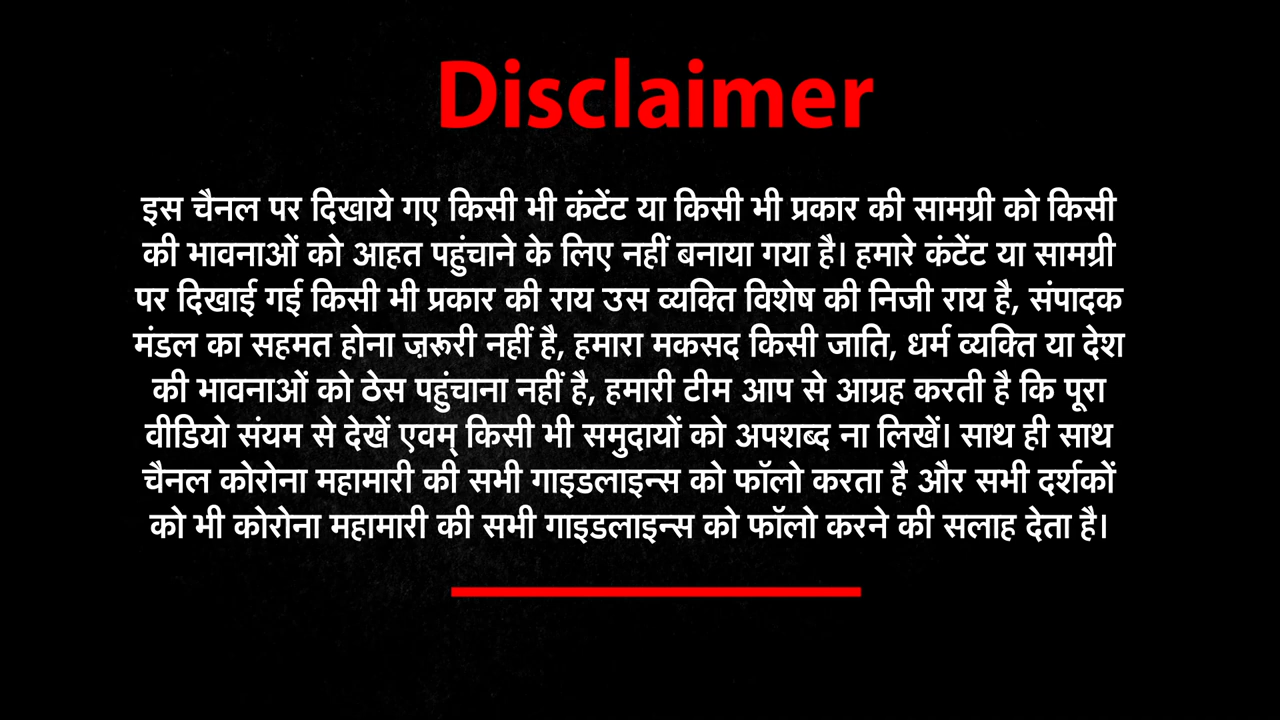 Disclaimer
इस चैनल पर दिखाये गए किसी भी कंटेंट या किसी भी प्रकार की सामग्री को किसी
की भावनाओं को आहत पहुंचाने के लिए नहीं बनाया गया है। हमारे कंटेंट या सामग्री
पर दिखाई गई किसी भी प्रकार की राय उस व्यक्ति विशेष की निजी राय है, संपादक
मंडल का सहमत होना ज़रूरी नहीं है, हमारा मकसद किसी जाति, धर्म व्यक्ति या देश
की भावनाओं को ठेस पहुंचाना नहीं है, हमारी टीम आप से आग्रह करती है कि पूरा
वीडियो संयम से देखें एवम् किसी भी समुदायों को अपशब्द ना लिखें। साथ ही साथ
चैनल कोरोना महामारी की सभी गाइडलाइन्स को फॉलो करता है और सभी दर्शकों
को भी कोरोना महामारी की सभी गाइडलाइन्स को फॉलो करने की सलाह देता है।